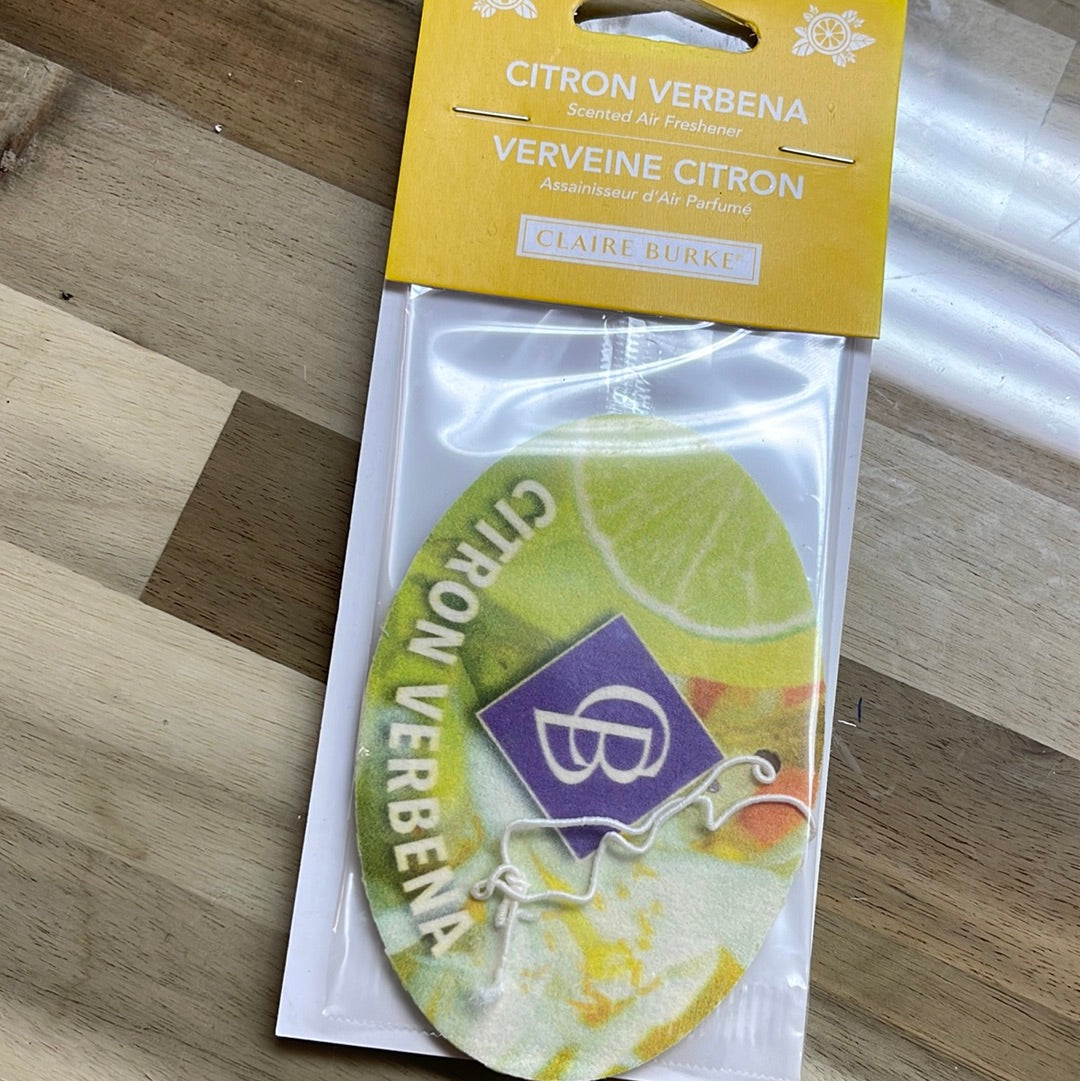 CITRON VERBENA
Scented Air Freshener
VERVEINE CITRON
Assainisseur d'Air Parfumé
CLAIRE BURKE®
CITRON VERBENA
CB